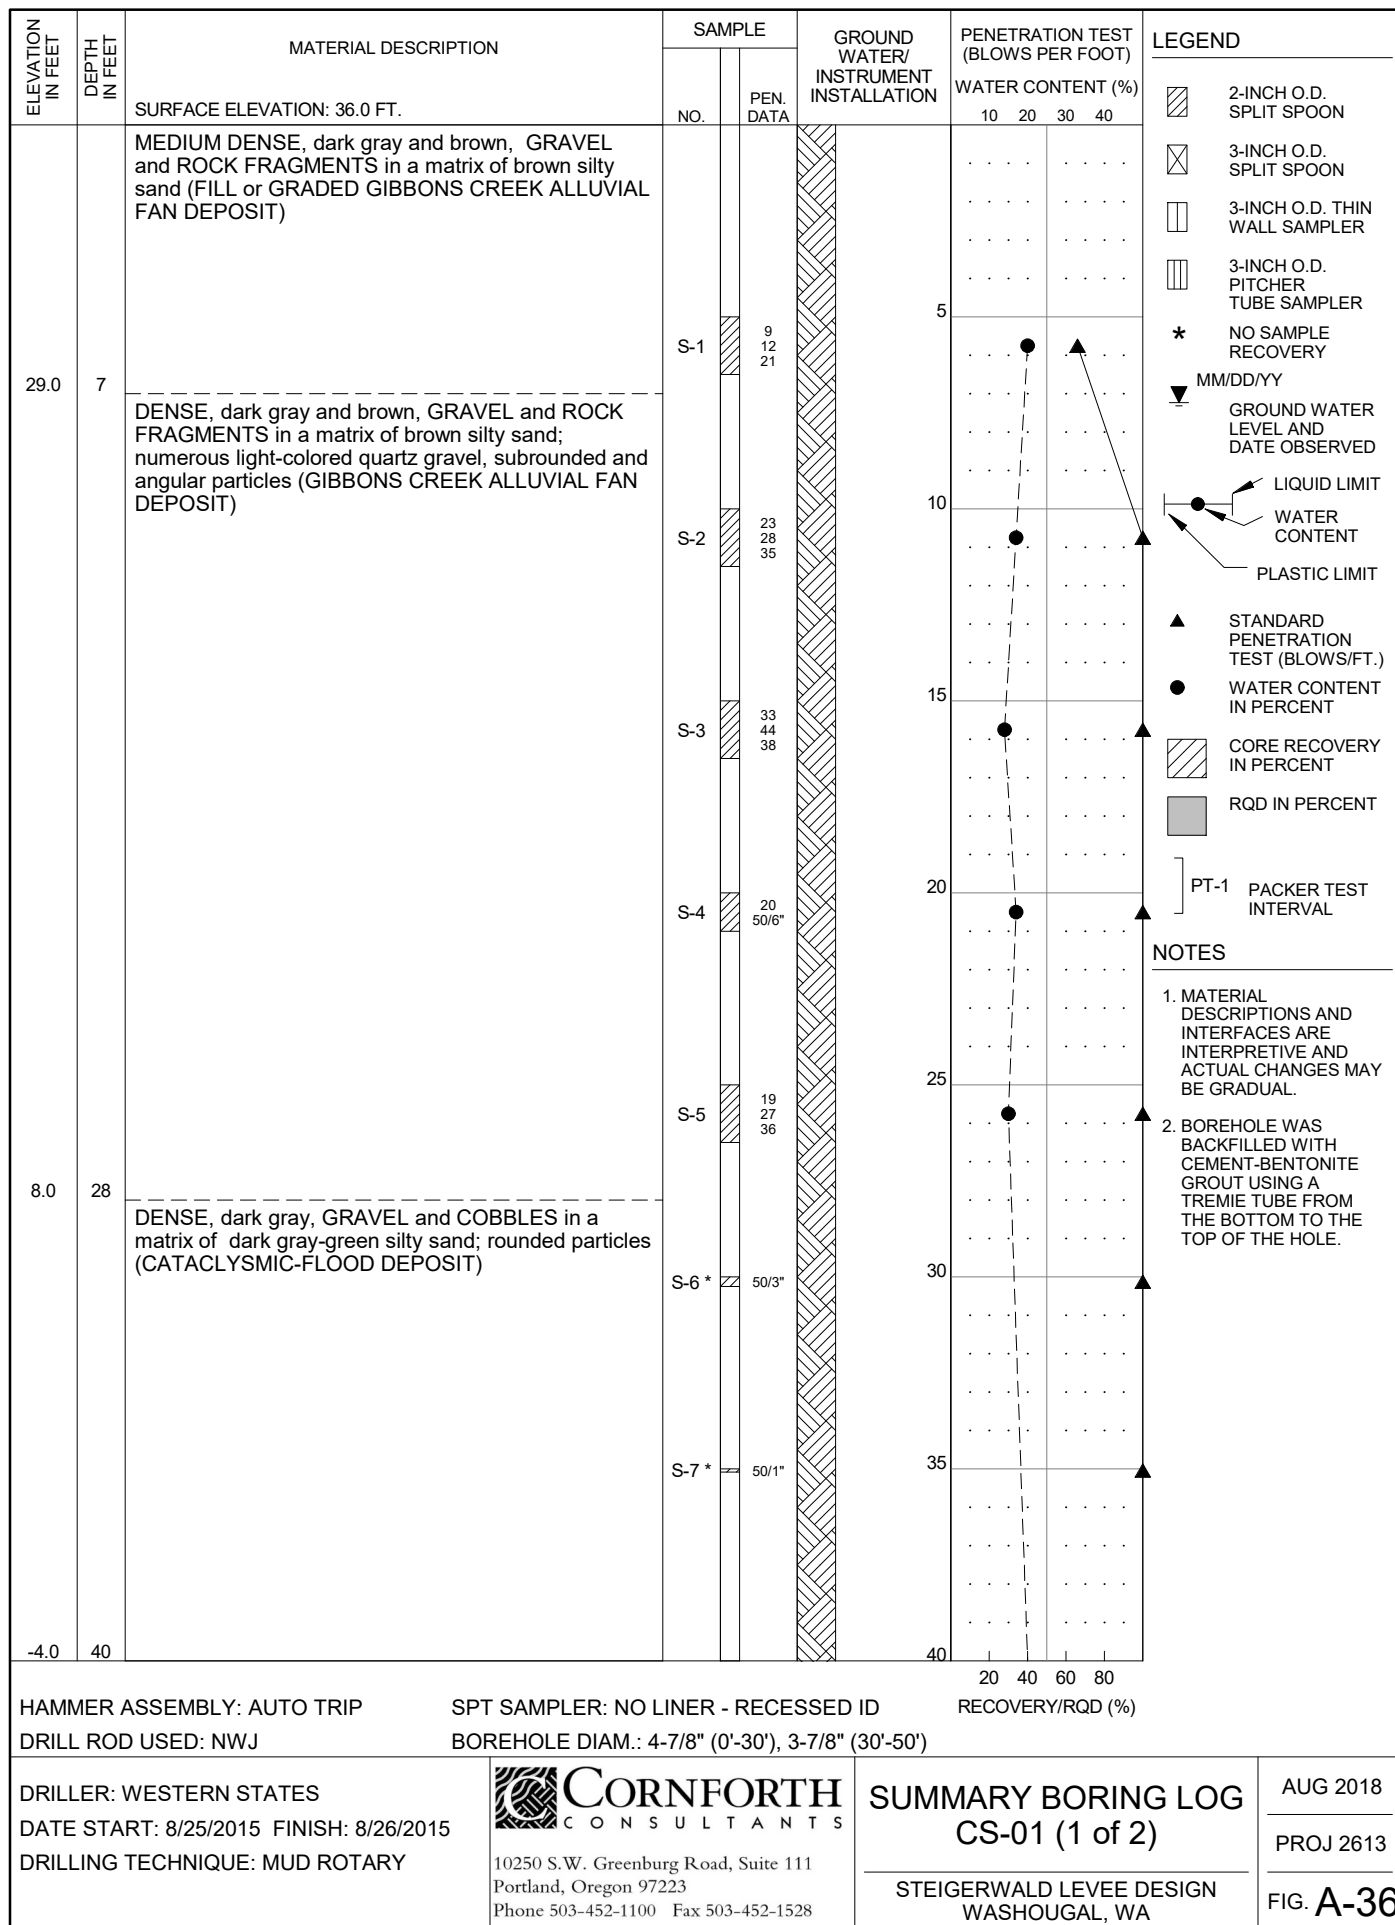 ELEVATION
IN FEET
DEPTH
IN FEET
MATERIAL DESCRIPTION
SURFACE ELEVATION: 36.0 FT.
SAMPLE
NO.
PEN.
DATA
GROUND
WATER/
INSTRUMENT
INSTALLATION
PENETRATION TEST
(BLOWS PER FOOT)
WATER CONTENT (%)
10 20 30 40
MEDIUM DENSE, dark gray and brown, GRAVEL
and ROCK FRAGMENTS in a matrix of brown silty
sand (FILL or GRADED GIBBONS CREEK ALLUVIAL
FAN DEPOSIT)
5
S-1
9
12
21
29.0 7
DENSE, dark gray and brown, GRAVEL and ROCK
FRAGMENTS in a matrix of brown silty sand;
numerous light-colored quartz gravel, subrounded and
angular particles (GIBBONS CREEK ALLUVIAL FAN
DEPOSIT)
10
S-2
23
28
35
15
S-3
33
44
38
20
S-4
20
50/6"
25
S-5
19
27
36
8.0 28
DENSE, dark gray, GRAVEL and COBBLES in a
matrix of dark gray-green silty sand; rounded particles
(CATACLYSMIC-FLOOD DEPOSIT)
30
S-6 * 50/3"
35
S-7 * 50/1"
-4.0 40
40
20 40 60 80
RECOVERY/RQD (%)
LEGEND
2-INCH O.D.
SPLIT SPOON
3-INCH O.D.
SPLIT SPOON
3-INCH O.D. THIN
WALL SAMPLER
3-INCH O.D.
PITCHER
TUBE SAMPLER
* NO SAMPLE
RECOVERY
MM/DD/YY
GROUND WATER
LEVEL AND
DATE OBSERVED
LIQUID LIMIT
WATER
CONTENT
PLASTIC LIMIT
STANDARD
PENETRATION
TEST (BLOWS/FT.)
WATER CONTENT
IN PERCENT
CORE RECOVERY
IN PERCENT
RQD IN PERCENT
PT-1 PACKER TEST
INTERVAL
NOTES
1. MATERIAL
DESCRIPTIONS AND
INTERFACES ARE
INTERPRETIVE AND
ACTUAL CHANGES MAY
BE GRADUAL.
2. BOREHOLE WAS
BACKFILLED WITH
CEMENT-BENTONITE
GROUT USING A
TREMIE TUBE FROM
THE BOTTOM TO THE
TOP OF THE HOLE.
HAMMER ASSEMBLY: AUTO TRIP
SPT SAMPLER: NO LINER - RECESSED ID
DRILL ROD USED: NWJ
BOREHOLE DIAM.: 4-7/8" (0'-30'), 3-7/8" (30'-50')
DRILLER: WESTERN STATES
DATE START: 8/25/2015 FINISH: 8/26/2015
DRILLING TECHNIQUE: MUD ROTARY
CORNFORTH
CONSULTANTS
10250 S.W. Greenburg Road, Suite 111
Portland, Oregon 97223
Phone 503-452-1100 Fax 503-452-1528
SUMMARY BORING LOG
CS-01 (1 of 2)
STEIGERWALD LEVEE DESIGN
WASHOUGAL, WA
AUG 2018
PROJ 2613
FIG. A-36